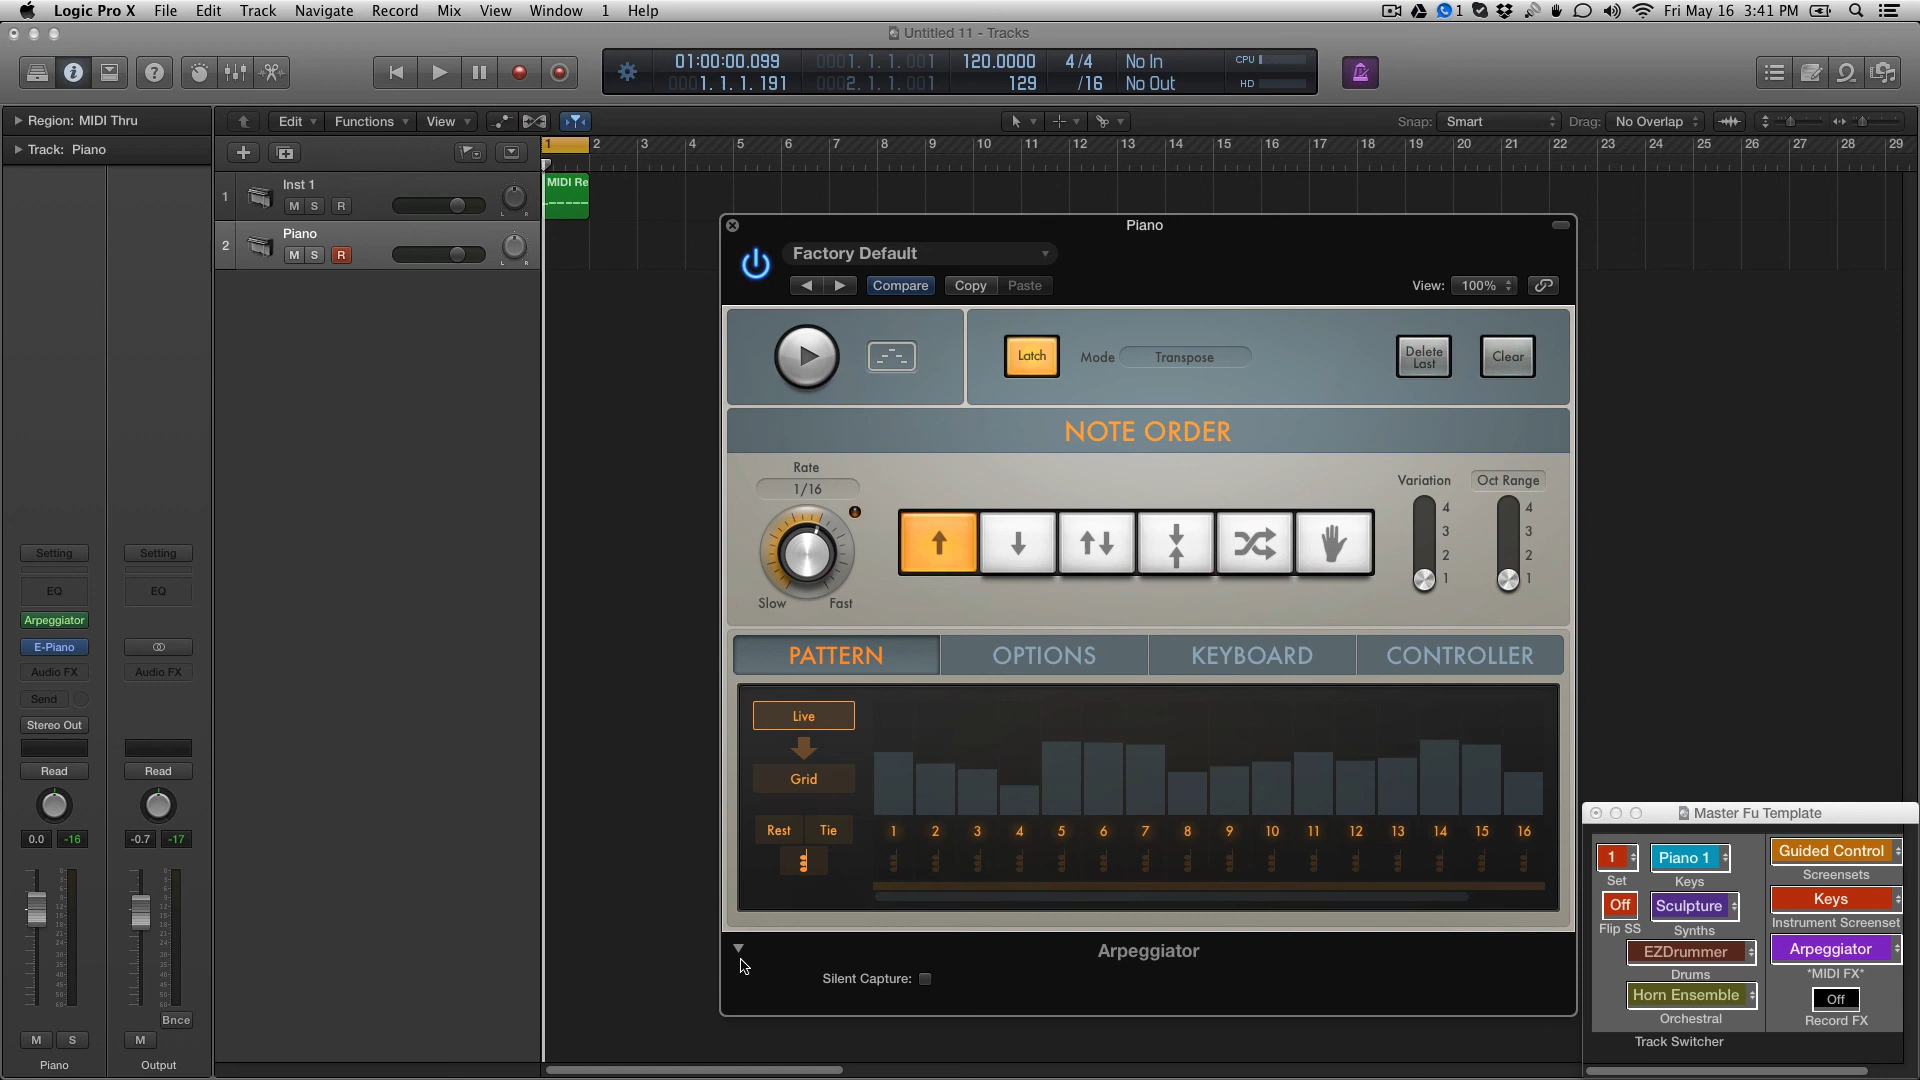 Logic Pro X File Edit Track Navigate Record Mix View Window 1 Help
1 Fri May 16 3:41 PM
Untitled 11 - Tracks
01:00:00.099 0001. 1. 1. 001 120.0000 4/4 No In CPU
0001. 1. 1. 191 0002. 1. 1. 001 129 /16 No Out HD
Region: MIDI Thru
Edit Functions View Snap: Smart Drag: No Overlap
Track: Piano
1 2 3 4 5 6 7 8 9 10 11 12 13 14 15 16 17 18 19 20 21 22 23 24 25 26 27 28 29
1 Inst 1
M S R
L R
MIDI Re
2 Piano
M S R
L R
Piano
Factory Default
Compare Copy Paste View: 100%
Latch Mode Transpose Delete Last Clear
NOTE ORDER
Rate
1/16
Slow Fast
Variation Oct Range
4 4
3 3
2 2
1 1
PATTERN OPTIONS KEYBOARD CONTROLLER
Live
Grid
Rest Tie 1 2 3 4 5 6 7 8 9 10 11 12 13 14 15 16
Arpeggiator
Silent Capture:
Setting Setting
EQ EQ
Arpeggiator
E-Piano
Audio FX Audio FX
Send
Stereo Out
Read Read
0.0 -16 -0.7 -17
Bnce
M S M
Piano Output
Master Fu Template
1 Piano 1 Guided Control
Set Keys Screensets
Off Sculpture Keys
Flip SS Synths Instrument Screenset
EZDrummer Arpeggiator
Drums *MIDI FX*
Horn Ensemble Off
Orchestral Record FX
Track Switcher